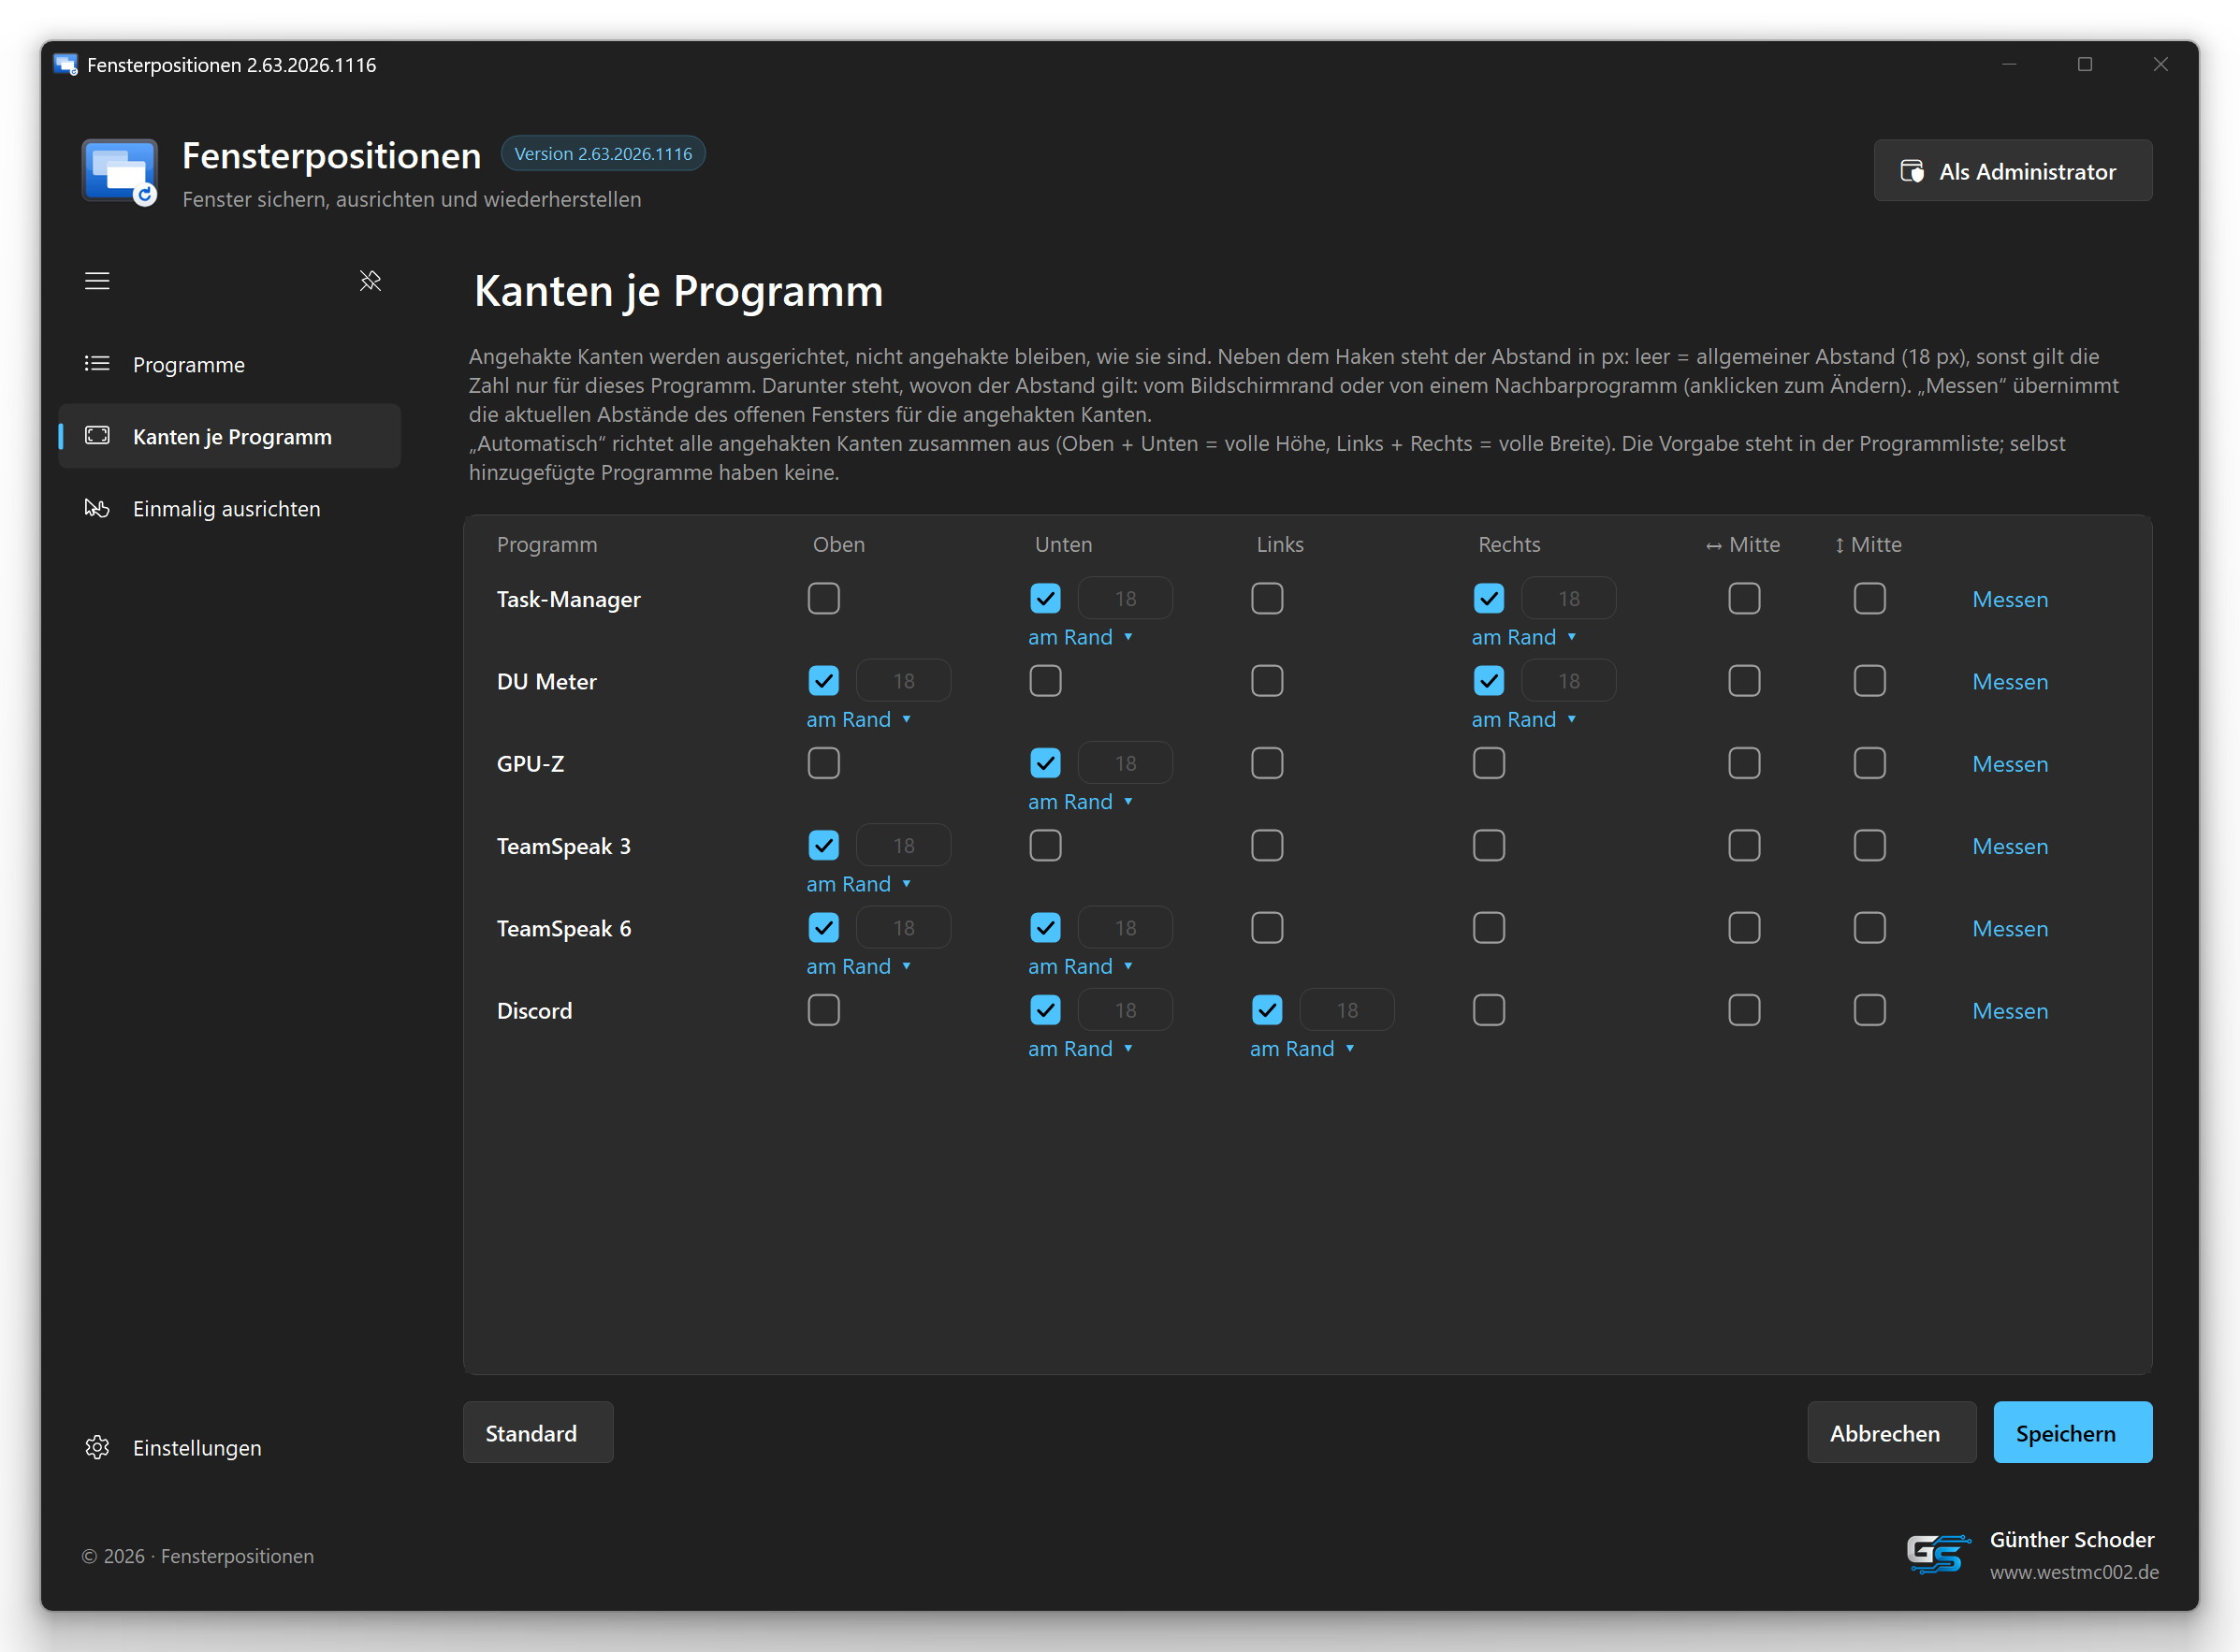 Fensterpositionen 2.63.2026.1116
Fensterpositionen
Version 2.63.2026.1116
Fenster sichern, ausrichten und wiederherstellen
Als Administrator
Programme
Kanten je Programm
Einmalig ausrichten
Kanten je Programm
Angehakte Kanten werden ausgerichtet, nicht angehakte bleiben, wie sie sind. Neben dem Haken steht der Abstand in px: leer = allgemeiner Abstand (18 px), sonst gilt die
Zahl nur für dieses Programm. Darunter steht, wovon der Abstand gilt: vom Bildschirmrand oder von einem Nachbarprogramm (anklicken zum Ändern). „Messen“ übernimmt
die aktuellen Abstände des offenen Fensters für die angehakten Kanten.
„Automatisch“ richtet alle angehakten Kanten zusammen aus (Oben + Unten = volle Höhe, Links + Rechts = volle Breite). Die Vorgabe steht in der Programmliste; selbst
hinzugefügte Programme haben keine.
Programm Oben Unten Links Rechts ↔ Mitte ↕ Mitte
Task-Manager 18 18 Messen
am Rand am Rand
DU Meter 18 18 Messen
am Rand am Rand
GPU-Z 18 Messen
am Rand
TeamSpeak 3 18 Messen
am Rand
TeamSpeak 6 18 18 Messen
am Rand am Rand
Discord 18 18 Messen
am Rand am Rand
Standard Abbrechen Speichern
Einstellungen
© 2026 · Fensterpositionen
GS
Günther Schoder
www.westmc002.de